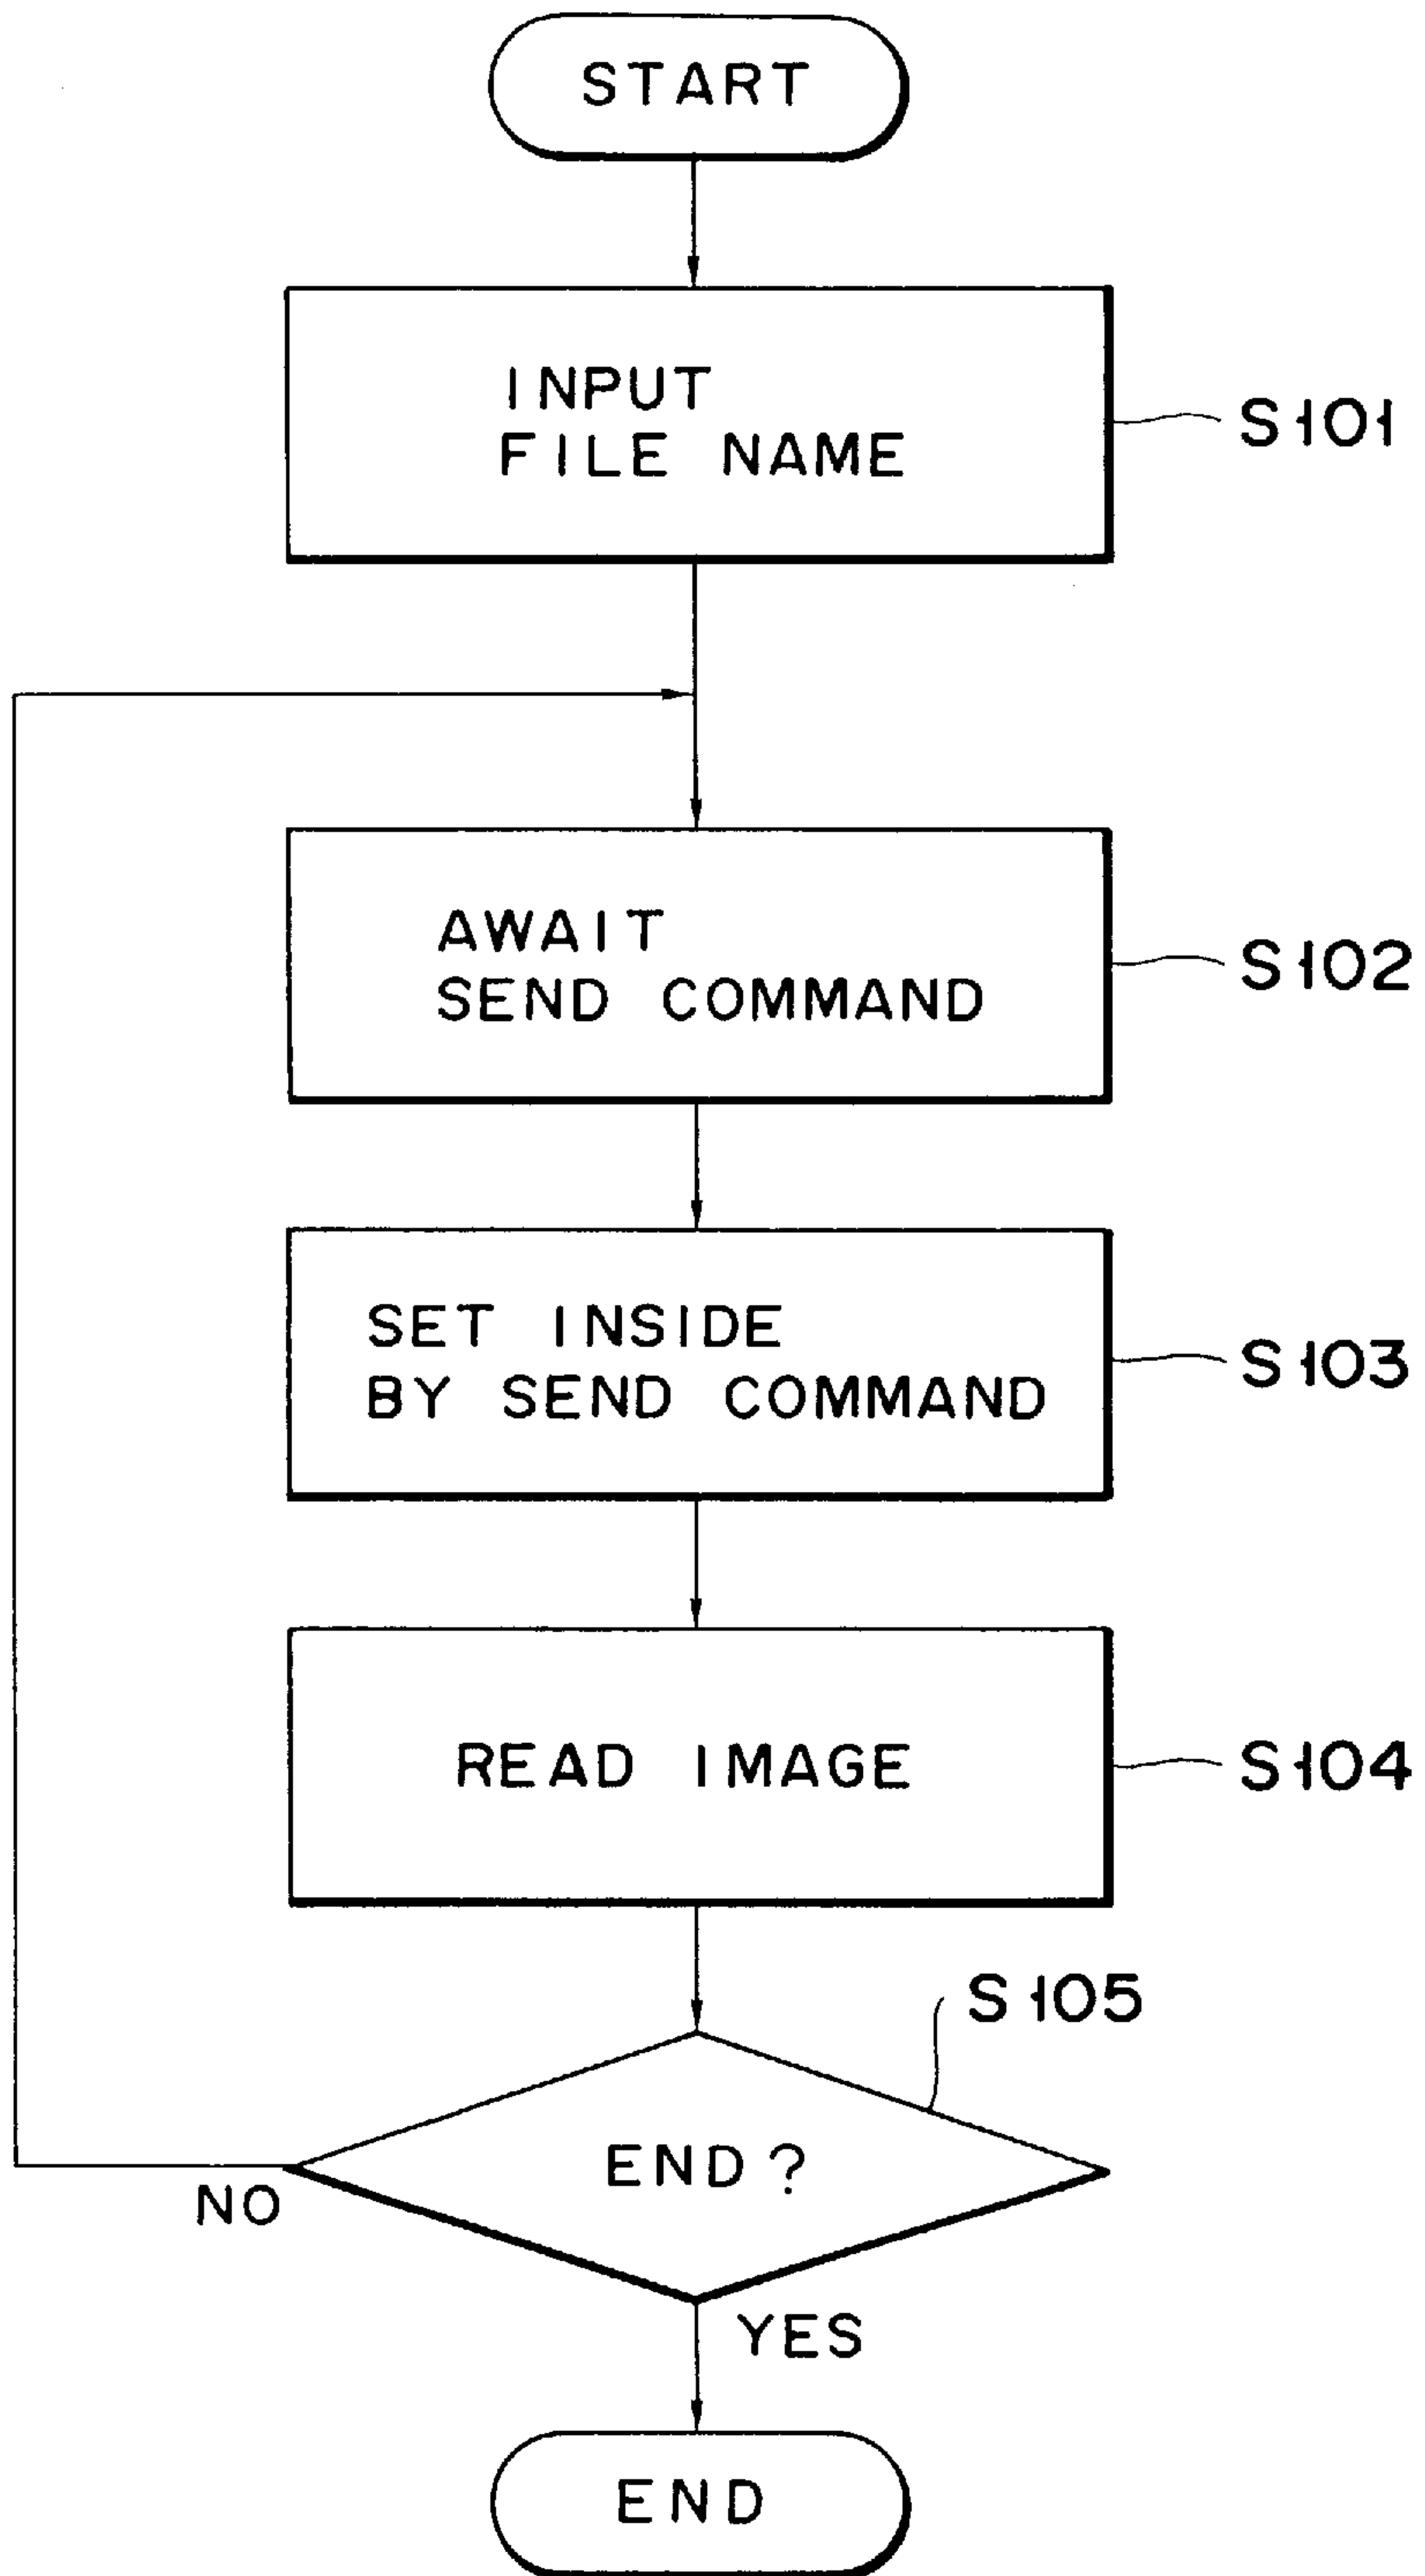 START
INPUT
FILE NAME
S101
AWAIT
SEND COMMAND
S102
SET INSIDE
BY SEND COMMAND
S103
READ IMAGE
S104
S105
END?
NO
YES
END